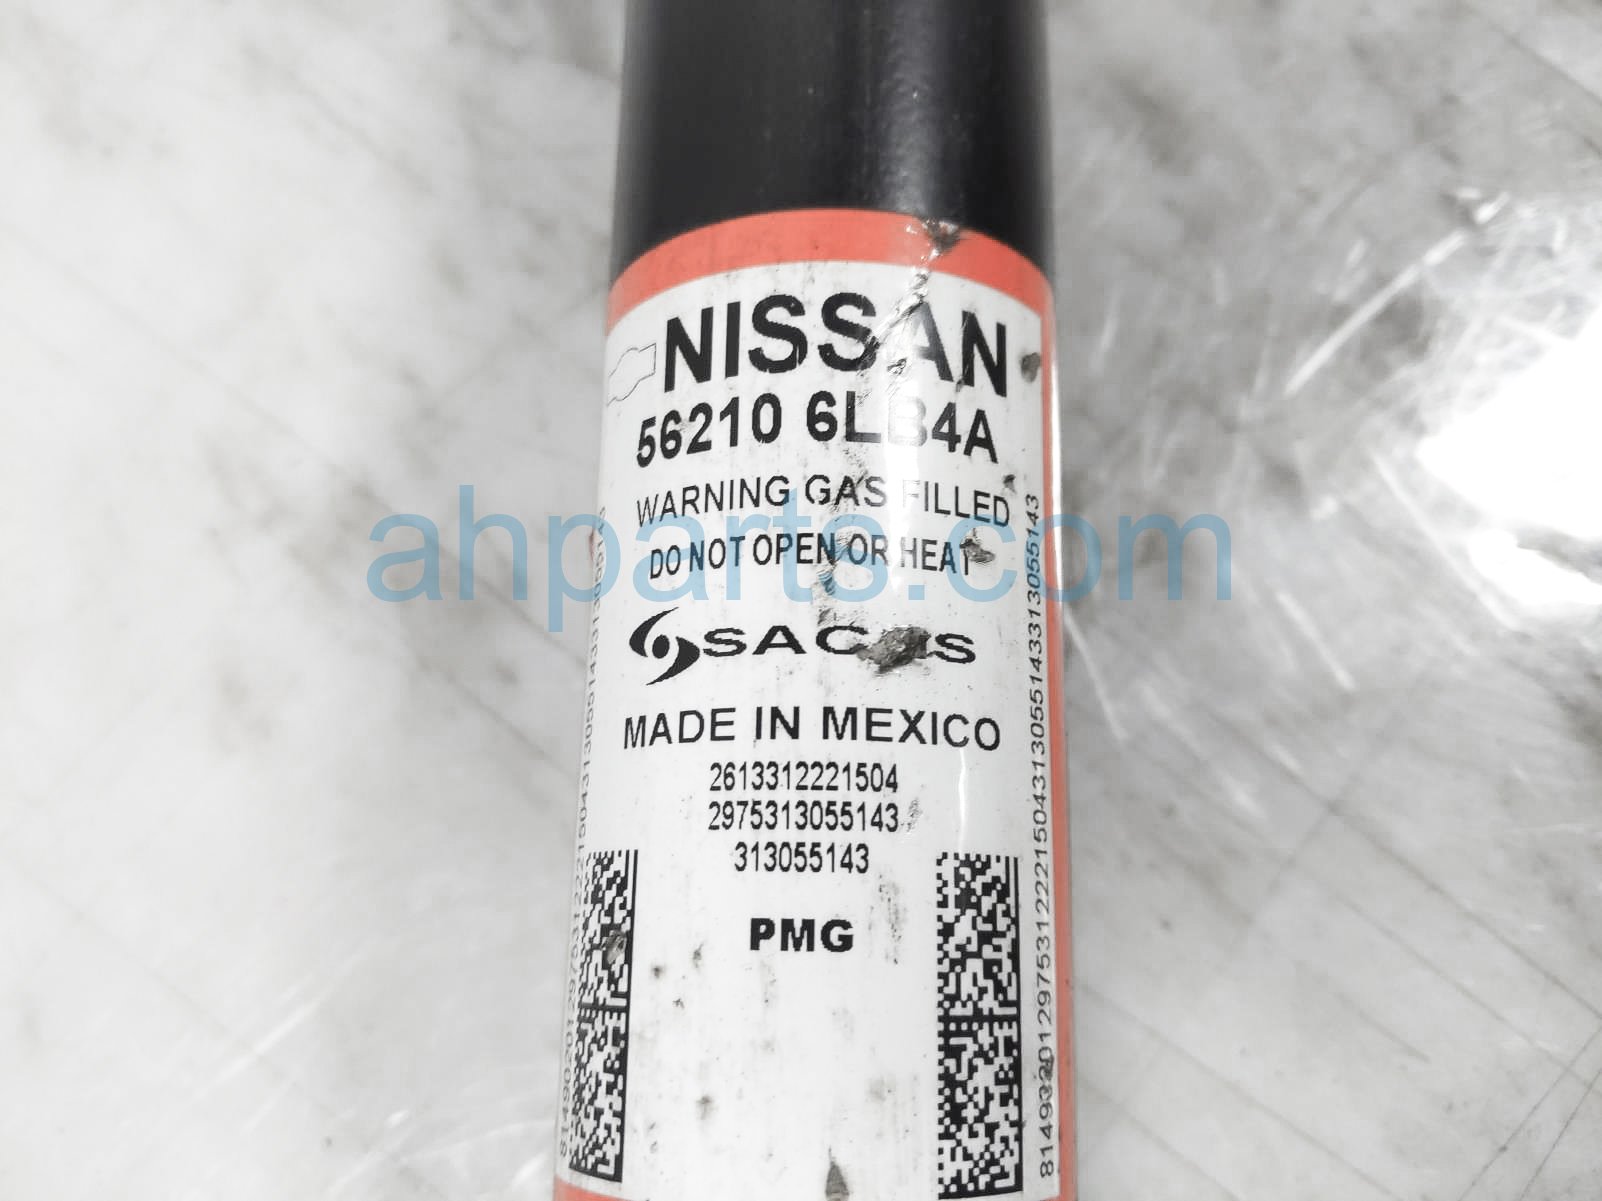 NISSAN
56210 6LB4A
WARNING GAS FILLED
DO NOT OPEN OR HEAT
ahparts.com
SACHS
MADE IN MEXICO
2613312221504
2975313055143
313055143
PMG